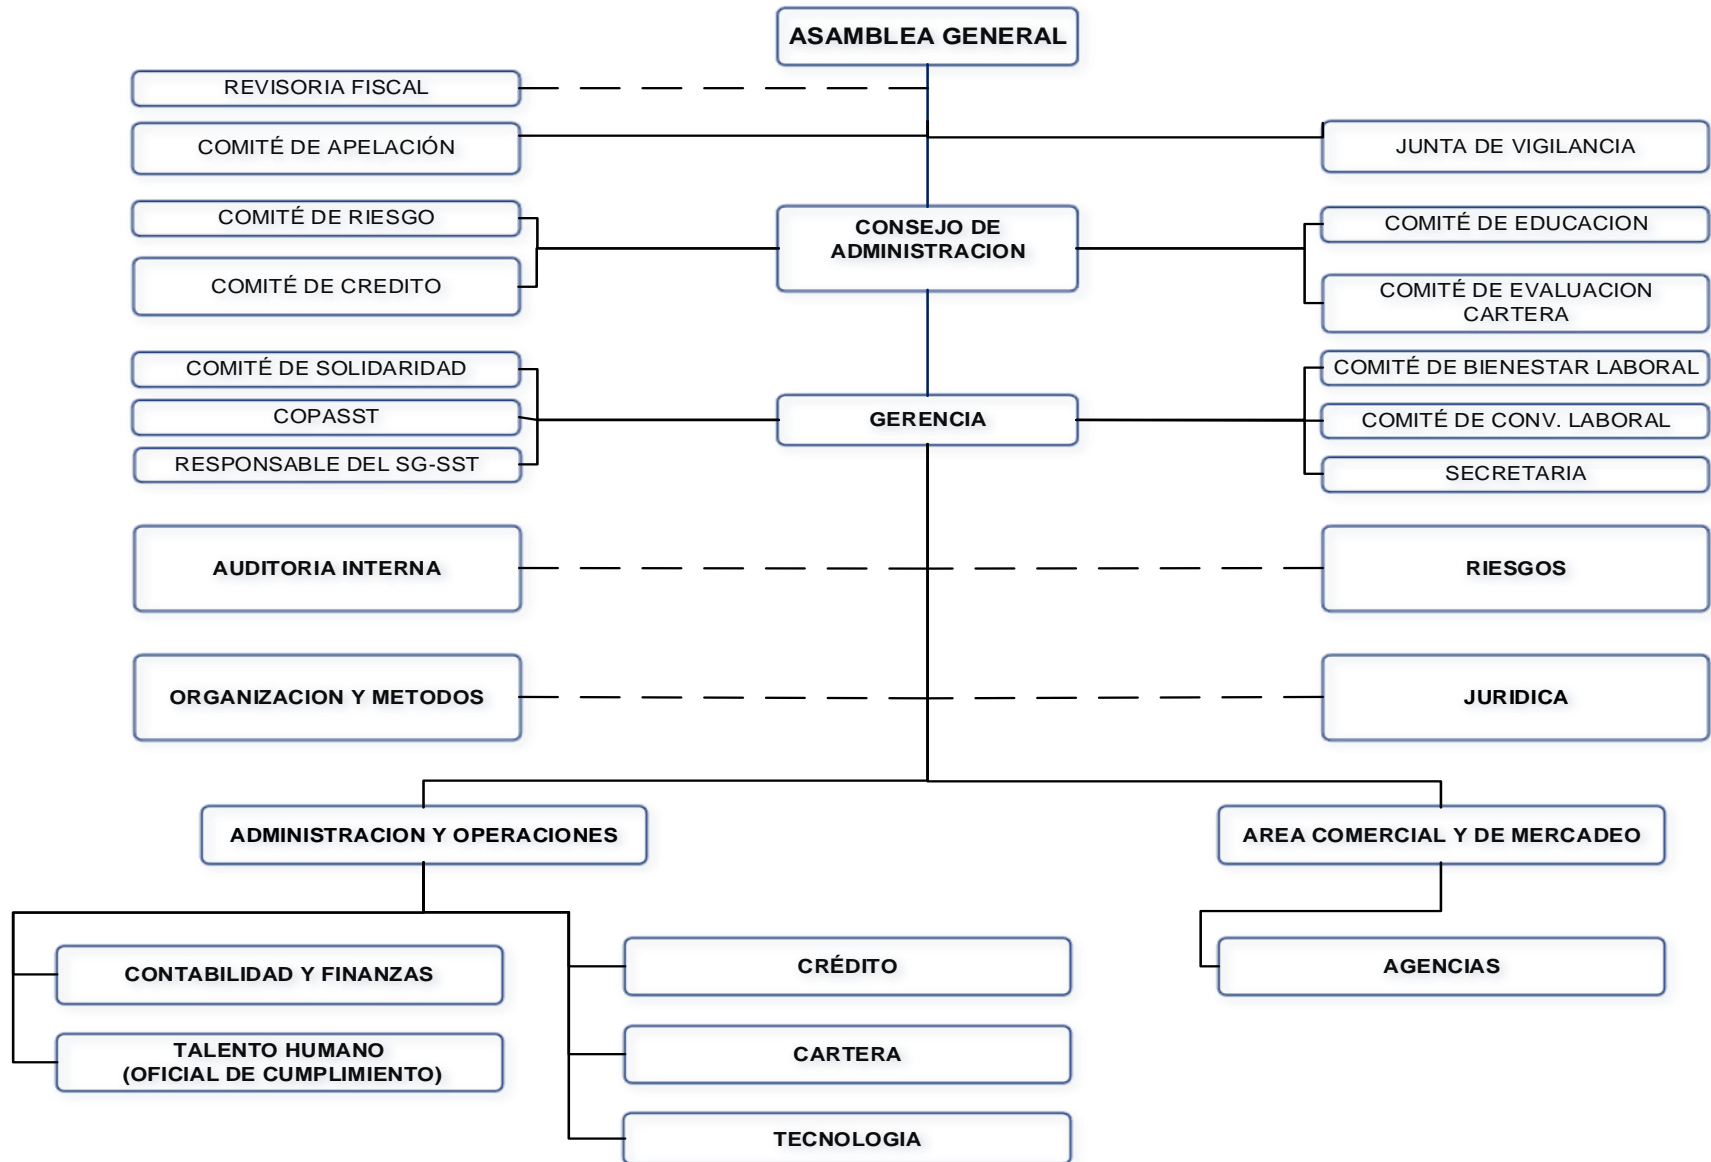 ASAMBLEA GENERAL
REVISORIA FISCAL
COMITÉ DE APELACIÓN
JUNTA DE VIGILANCIA
COMITÉ DE RIESGO
CONSEJO DE
ADMINISTRACION
COMITÉ DE EDUCACION
COMITÉ DE CREDITO
COMITÉ DE EVALUACION
CARTERA
COMITÉ DE SOLIDARIDAD
COMITÉ DE BIENESTAR LABORAL
COPASST
GERENCIA
COMITÉ DE CONV. LABORAL
RESPONSABLE DEL SG-SST
SECRETARIA
AUDITORIA INTERNA
RIESGOS
ORGANIZACION Y METODOS
JURIDICA
ADMINISTRACION Y OPERACIONES
AREA COMERCIAL Y DE MERCADEO
CONTABILIDAD Y FINANZAS
CRÉDITO
AGENCIAS
TALENTO HUMANO
(OFICIAL DE CUMPLIMIENTO)
CARTERA
TECNOLOGIA